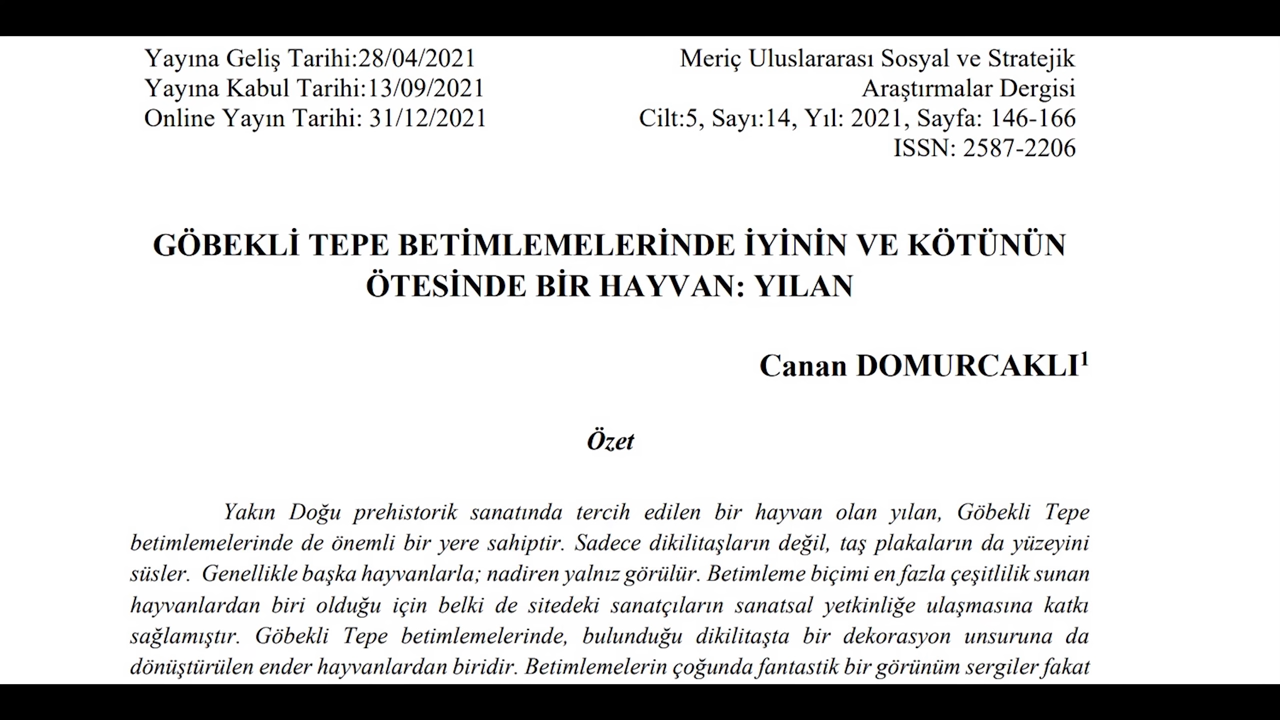 Yayına Geliş Tarihi:28/04/2021
Yayına Kabul Tarihi:13/09/2021
Online Yayın Tarihi: 31/12/2021
Meriç Uluslararası Sosyal ve Stratejik
Araştırmalar Dergisi
Cilt:5, Sayı:14, Yıl: 2021, Sayfa: 146-166
ISSN: 2587-2206
GÖBEKLİ TEPE BETİMLEMELERİNDE İYİNİN VE KÖTÜNÜN
ÖTESİNDE BİR HAYVAN: YILAN
Canan DOMURCAKLI¹
Özet
Yakın Doğu prehistorik sanatında tercih edilen bir hayvan olan yılan, Göbekli Tepe
betimlemelerinde de önemli bir yere sahiptir. Sadece dikilitaşların değil, taş plakaların da yüzeyini
süsler. Genellikle başka hayvanlarla; nadiren yalnız görülür. Betimleme biçimi en fazla çeşitlilik sunan
hayvanlardan biri olduğu için belki de sitedeki sanatçıların sanatsal yetkinliğe ulaşmasına katkı
sağlamıştır. Göbekli Tepe betimlemelerinde, bulunduğu dikilitaşta bir dekorasyon unsuruna da
dönüştürülen ender hayvanlardan biridir. Betimlemelerin çoğunda fantastik bir görünüm sergiler fakat